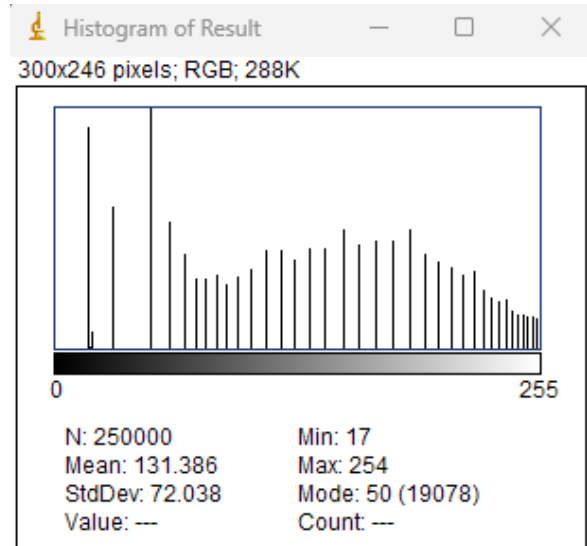 Histogram of Result
300x246 pixels; RGB; 288K
0 255
N: 250000 Min: 17
Mean: 131.386 Max: 254
StdDev: 72.038 Mode: 50 (19078)
Value: --- Count: ---